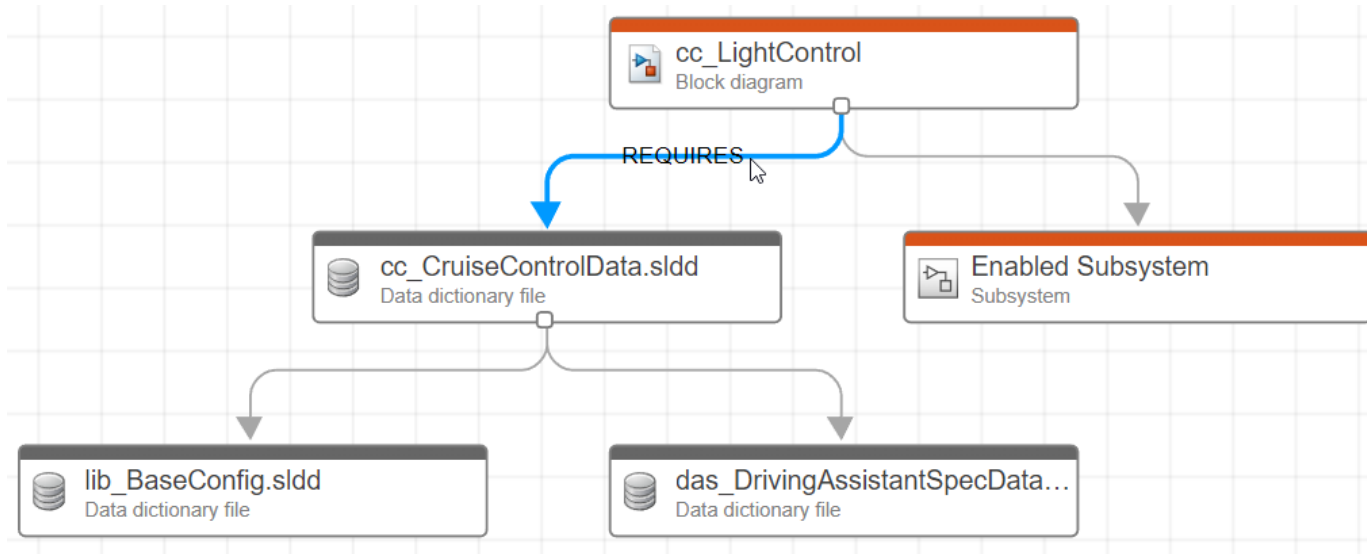 cc_LightControl
Block diagram
REQUIRES
cc_CruiseControlData.sldd
Data dictionary file
Enabled Subsystem
Subsystem
lib_BaseConfig.sldd
Data dictionary file
das_DrivingAssistantSpecData…
Data dictionary file